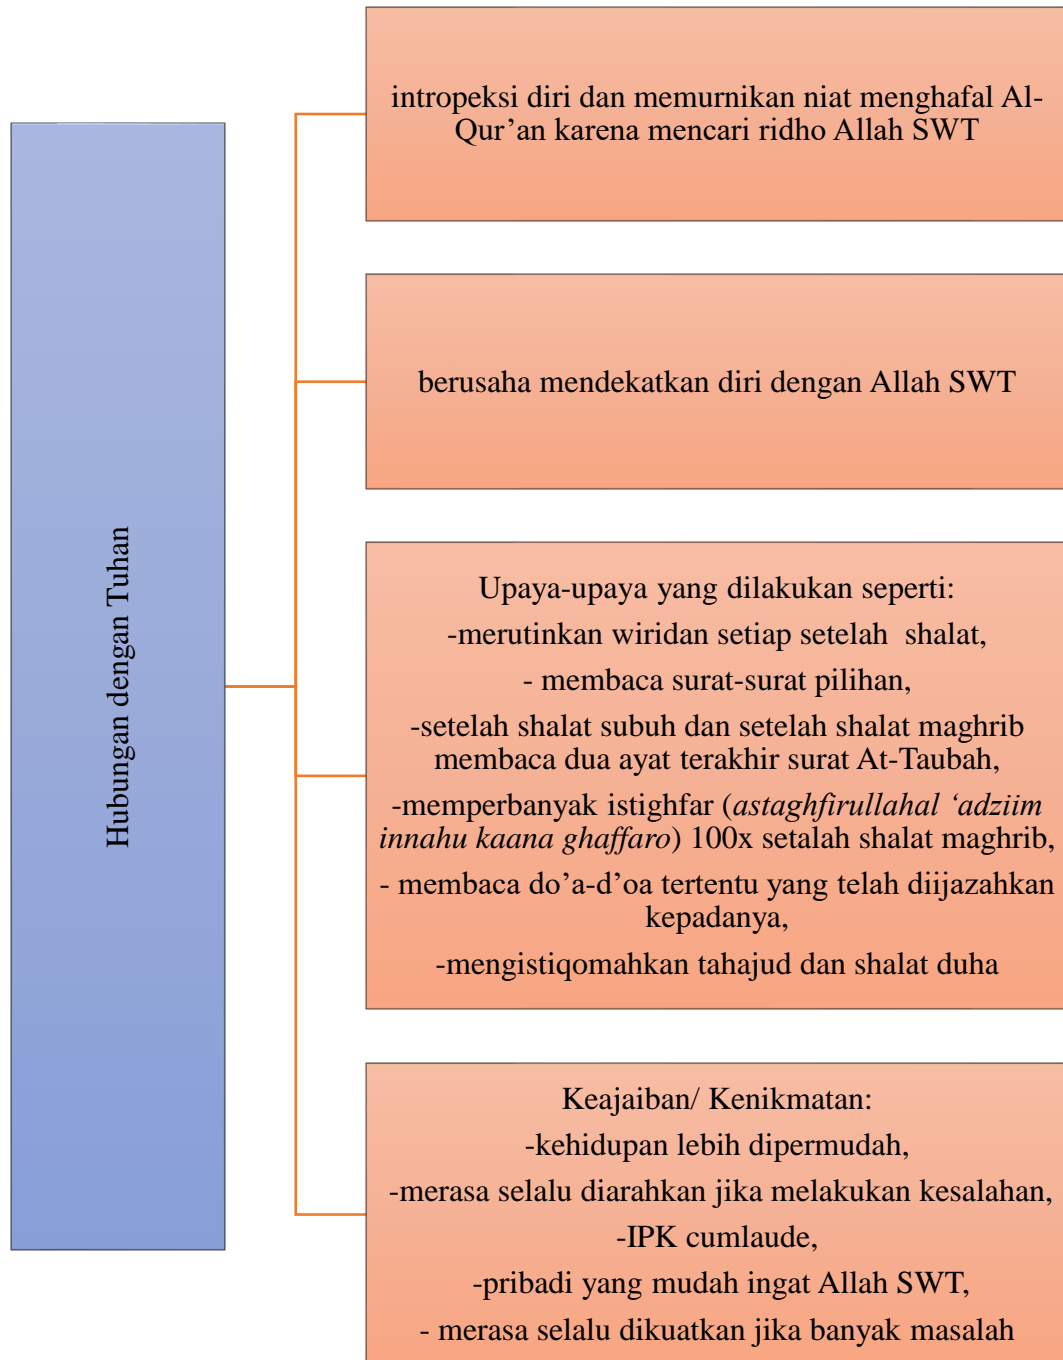 Hubungan dengan Tuhan
intropeksi diri dan memurnikan niat menghafal Al-
Qur’an karena mencari ridho Allah SWT
berusaha mendekatkan diri dengan Allah SWT
Upaya-upaya yang dilakukan seperti:
-merutinkan wiridan setiap setelah shalat,
- membaca surat-surat pilihan,
-setelah shalat subuh dan setelah shalat maghrib
membaca dua ayat terakhir surat At-Taubah,
-memperbanyak istighfar (astaghfirullahal ‘adziim
innahu kaana ghaffaro) 100x setalah shalat maghrib,
- membaca do’a-d’oa tertentu yang telah diijazahkan
kepadanya,
-mengistiqomahkan tahajud dan shalat duha
Keajaiban/ Kenikmatan:
-kehidupan lebih dipermudah,
-merasa selalu diarahkan jika melakukan kesalahan,
-IPK cumlaude,
-pribadi yang mudah ingat Allah SWT,
- merasa selalu dikuatkan jika banyak masalah